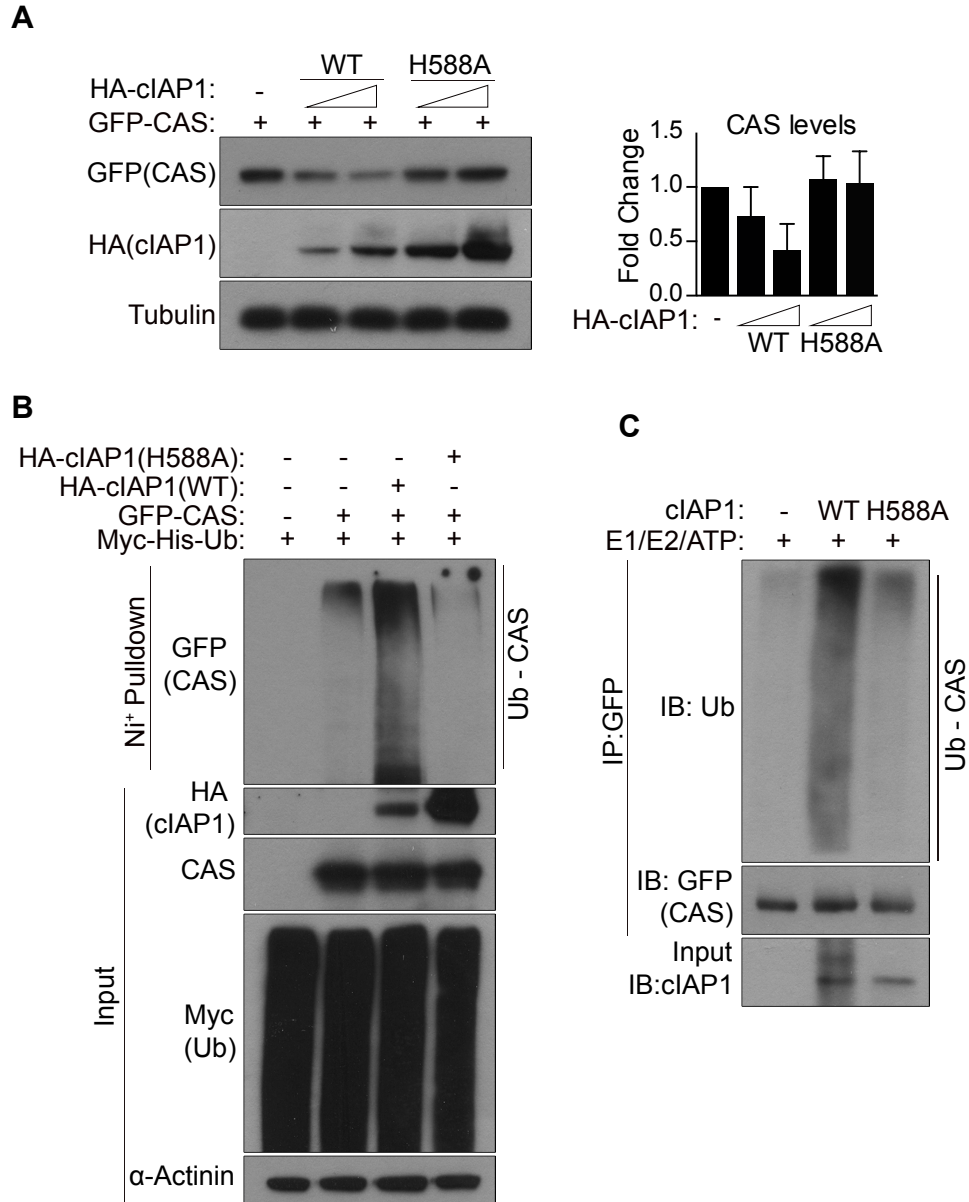 A
WT H588A
HA-cIAP1: -
GFP-CAS: + + + + +
GFP(CAS)
HA(cIAP1)
Tubulin
CAS levels
Fold Change
1.5
1.0
0.5
0.0
HA-cIAP1: -
WT H588A
B
HA-cIAP1(H588A): - - - +
HA-cIAP1(WT): - - + -
GFP-CAS: - + + +
Myc-His-Ub: + + + +
Ni⁺ Pulldown
GFP
(CAS)
Ub - CAS
Input
HA
(cIAP1)
CAS
Myc
(Ub)
α-Actinin
C
cIAP1: - WT H588A
E1/E2/ATP: + + +
IP:GFP
IB: Ub
Ub - CAS
IB: GFP
(CAS)
Input
IB:cIAP1